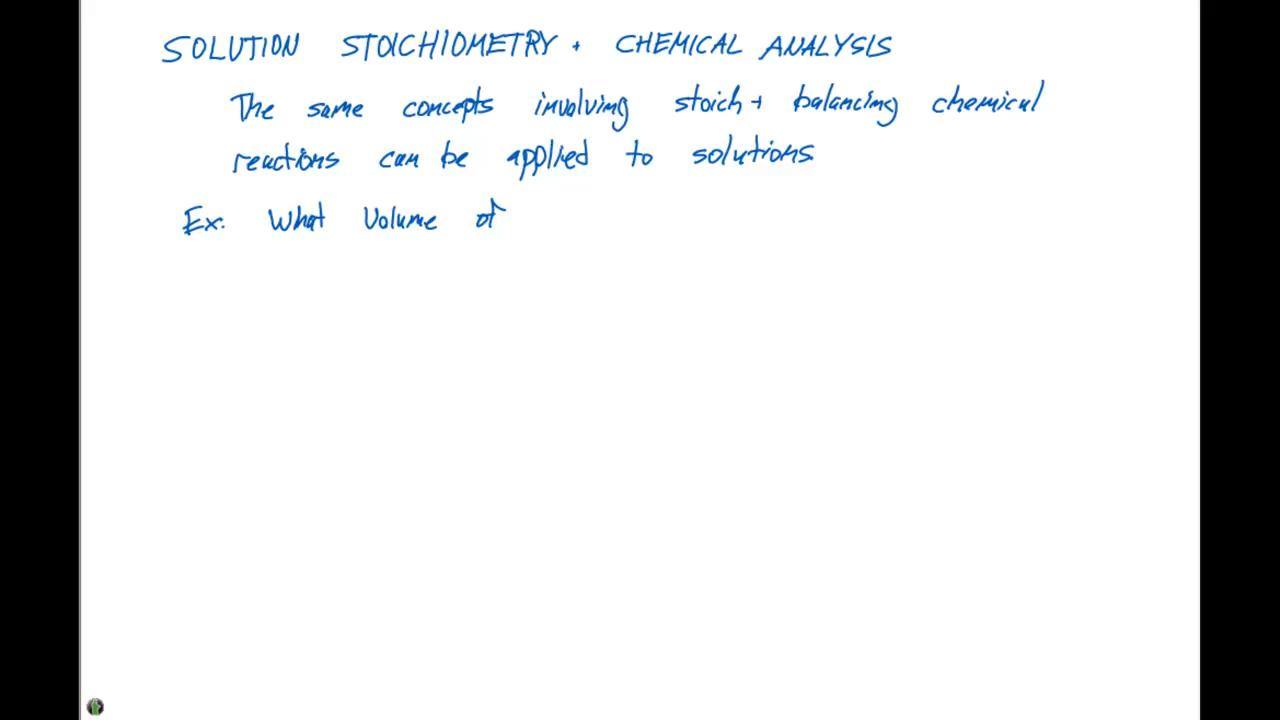 SOLUTION STOICHIOMETRY + CHEMICAL ANALYSIS
The same concepts involving stoich + balancing chemical
reactions can be applied to solutions
Ex. What Volume of